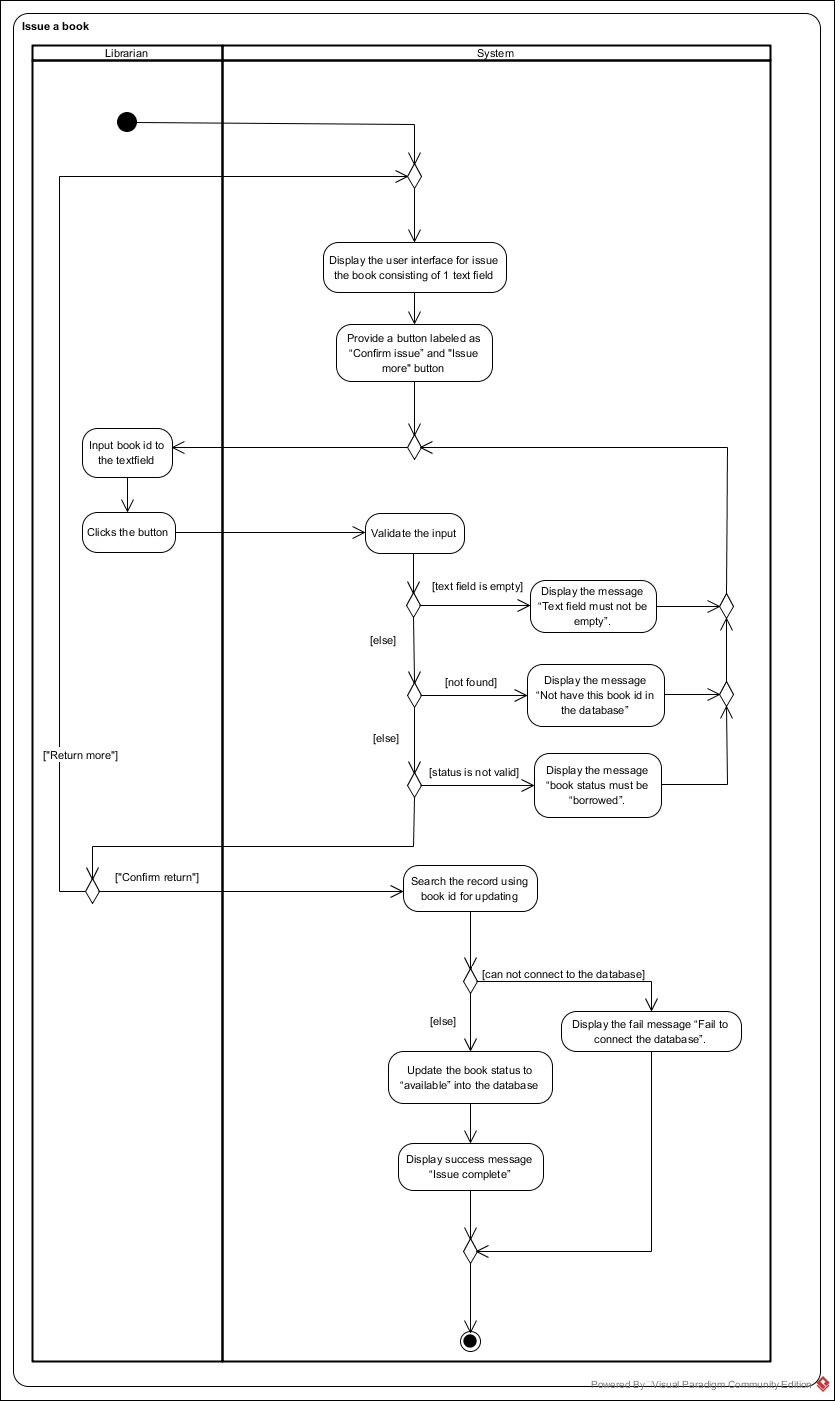 Issue a book
Librarian
System
Display the user interface for issue
the book consisting of 1 text field
Provide a button labeled as
“Confirm issue” and "Issue
more" button
Input book id to
the textfield
Clicks the button
Validate the input
[text field is empty]
Display the message
“Text field must not be
empty”.
[else]
[not found]
Display the message
“Not have this book id in
the database”
[else]
["Return more"]
[status is not valid]
Display the message
“book status must be
“borrowed”.
["Confirm return"]
Search the record using
book id for updating
[can not connect to the database]
[else]
Display the fail message “Fail to
connect the database”.
Update the book status to
“available” into the database
Display success message
“Issue complete”
Powered By Visual Paradigm Community Edition